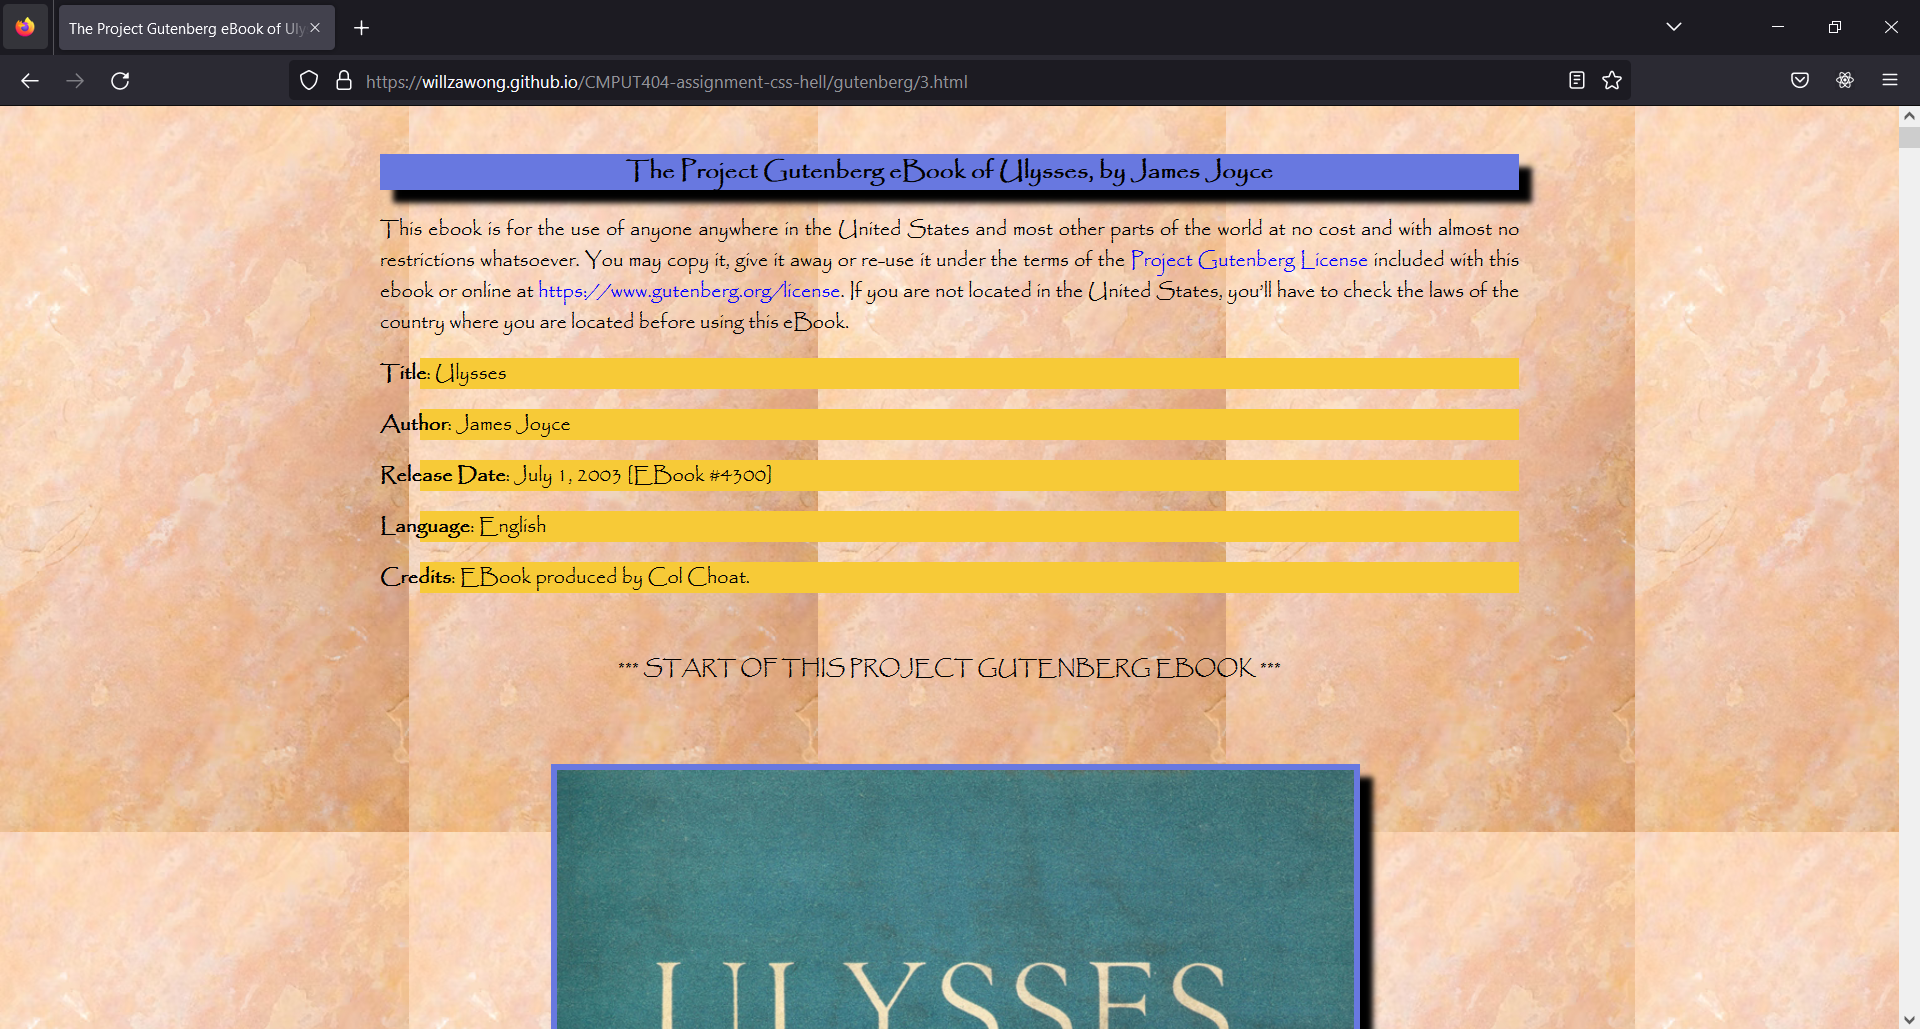 The Project Gutenberg eBook of Uly
https://willzawong.github.io/CMPUT404-assignment-css-hell/gutenberg/3.html
The Project Gutenberg eBook of Ulysses, by James Joyce
This ebook is for the use of anyone anywhere in the United States and most other parts of the world at no cost and with almost no
restrictions whatsoever. You may copy it, give it away or re-use it under the terms of the Project Gutenberg License included with this
ebook or online at https://www.gutenberg.org/license. If you are not located in the United States, you’ll have to check the laws of the
country where you are located before using this eBook.
Title: Ulysses
Author: James Joyce
Release Date: July 1, 2003 [EBook #4300]
Language: English
Credits: EBook produced by Col Choat.
*** START OF THIS PROJECT GUTENBERG EBOOK ***
ULYSSES